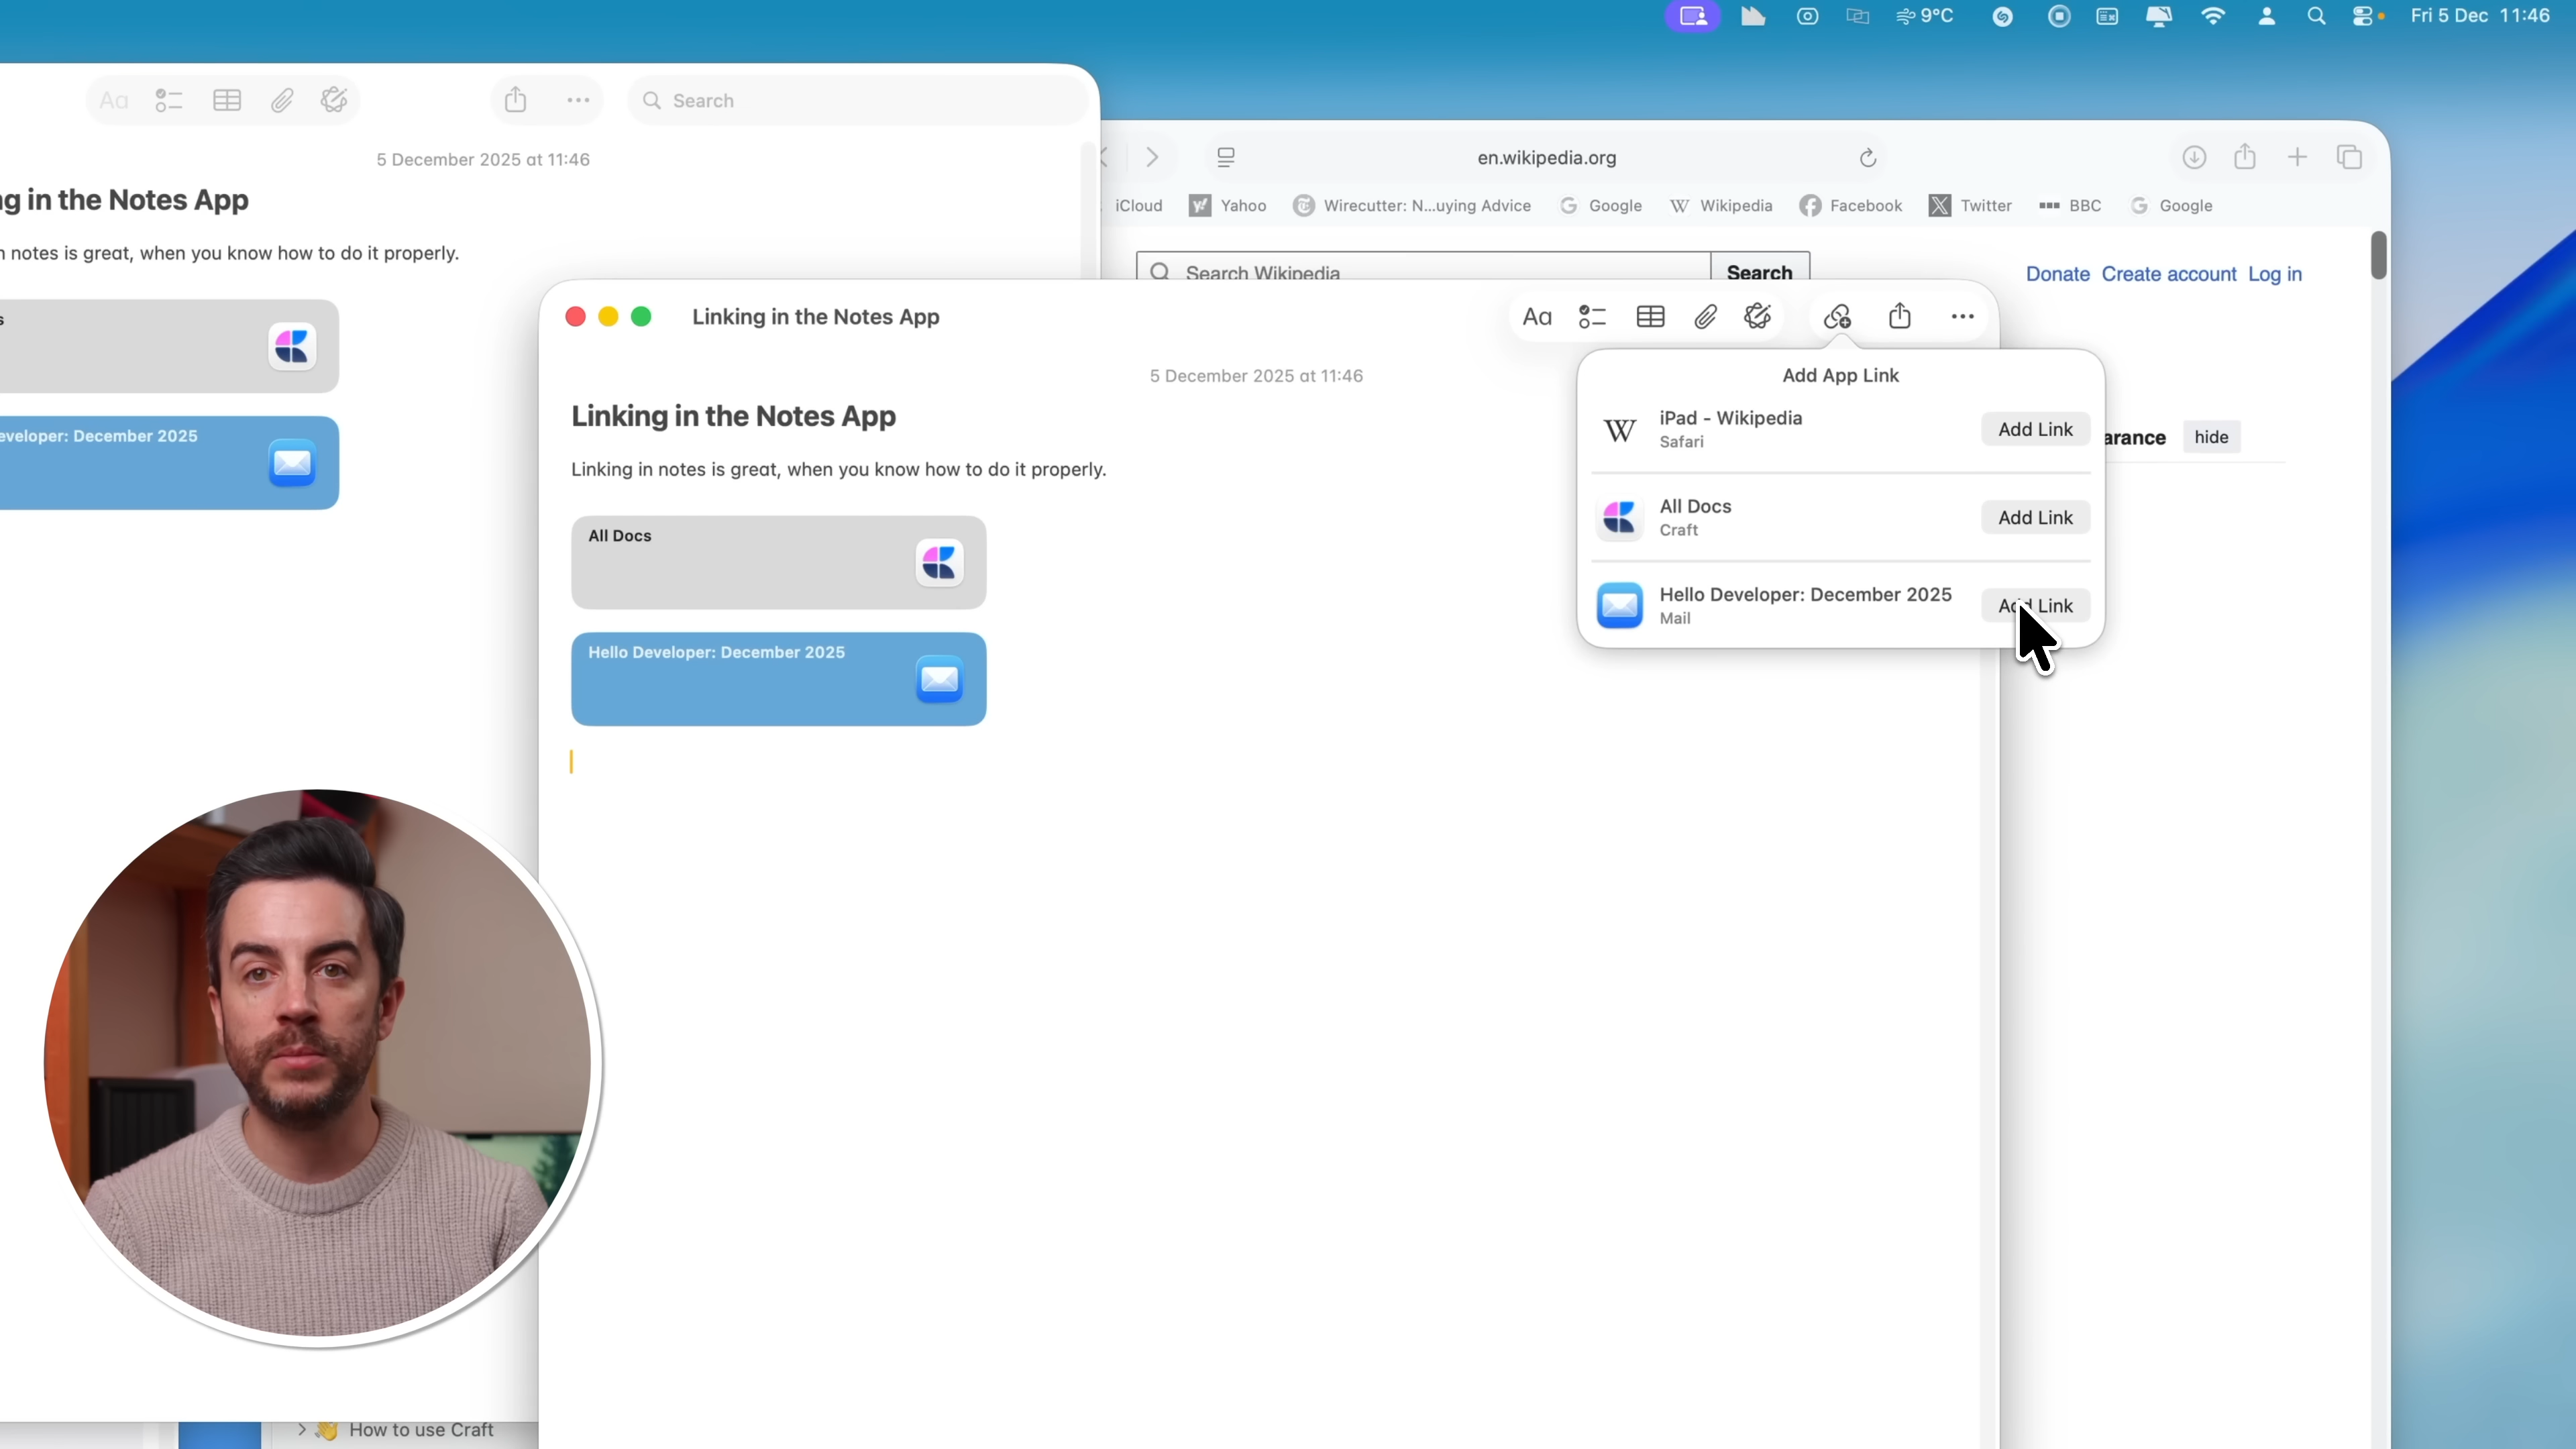 9°C
Fri 5 Dec 11:46
Aa
Search
5 December 2025 at 11:46
g in the Notes App
notes is great, when you know how to do it properly.
s
eveloper: December 2025
en.wikipedia.org
iCloud
Yahoo
Wirecutter: N...uying Advice
Google
Wikipedia
Facebook
Twitter
BBC
Google
Search Wikipedia
Search
Donate Create account Log in
arance
hide
Linking in the Notes App
Aa
5 December 2025 at 11:46
Linking in the Notes App
Linking in notes is great, when you know how to do it properly.
All Docs
Hello Developer: December 2025
Add App Link
W
iPad - Wikipedia
Safari
Add Link
All Docs
Craft
Add Link
Hello Developer: December 2025
Mail
Add Link
How to use Craft